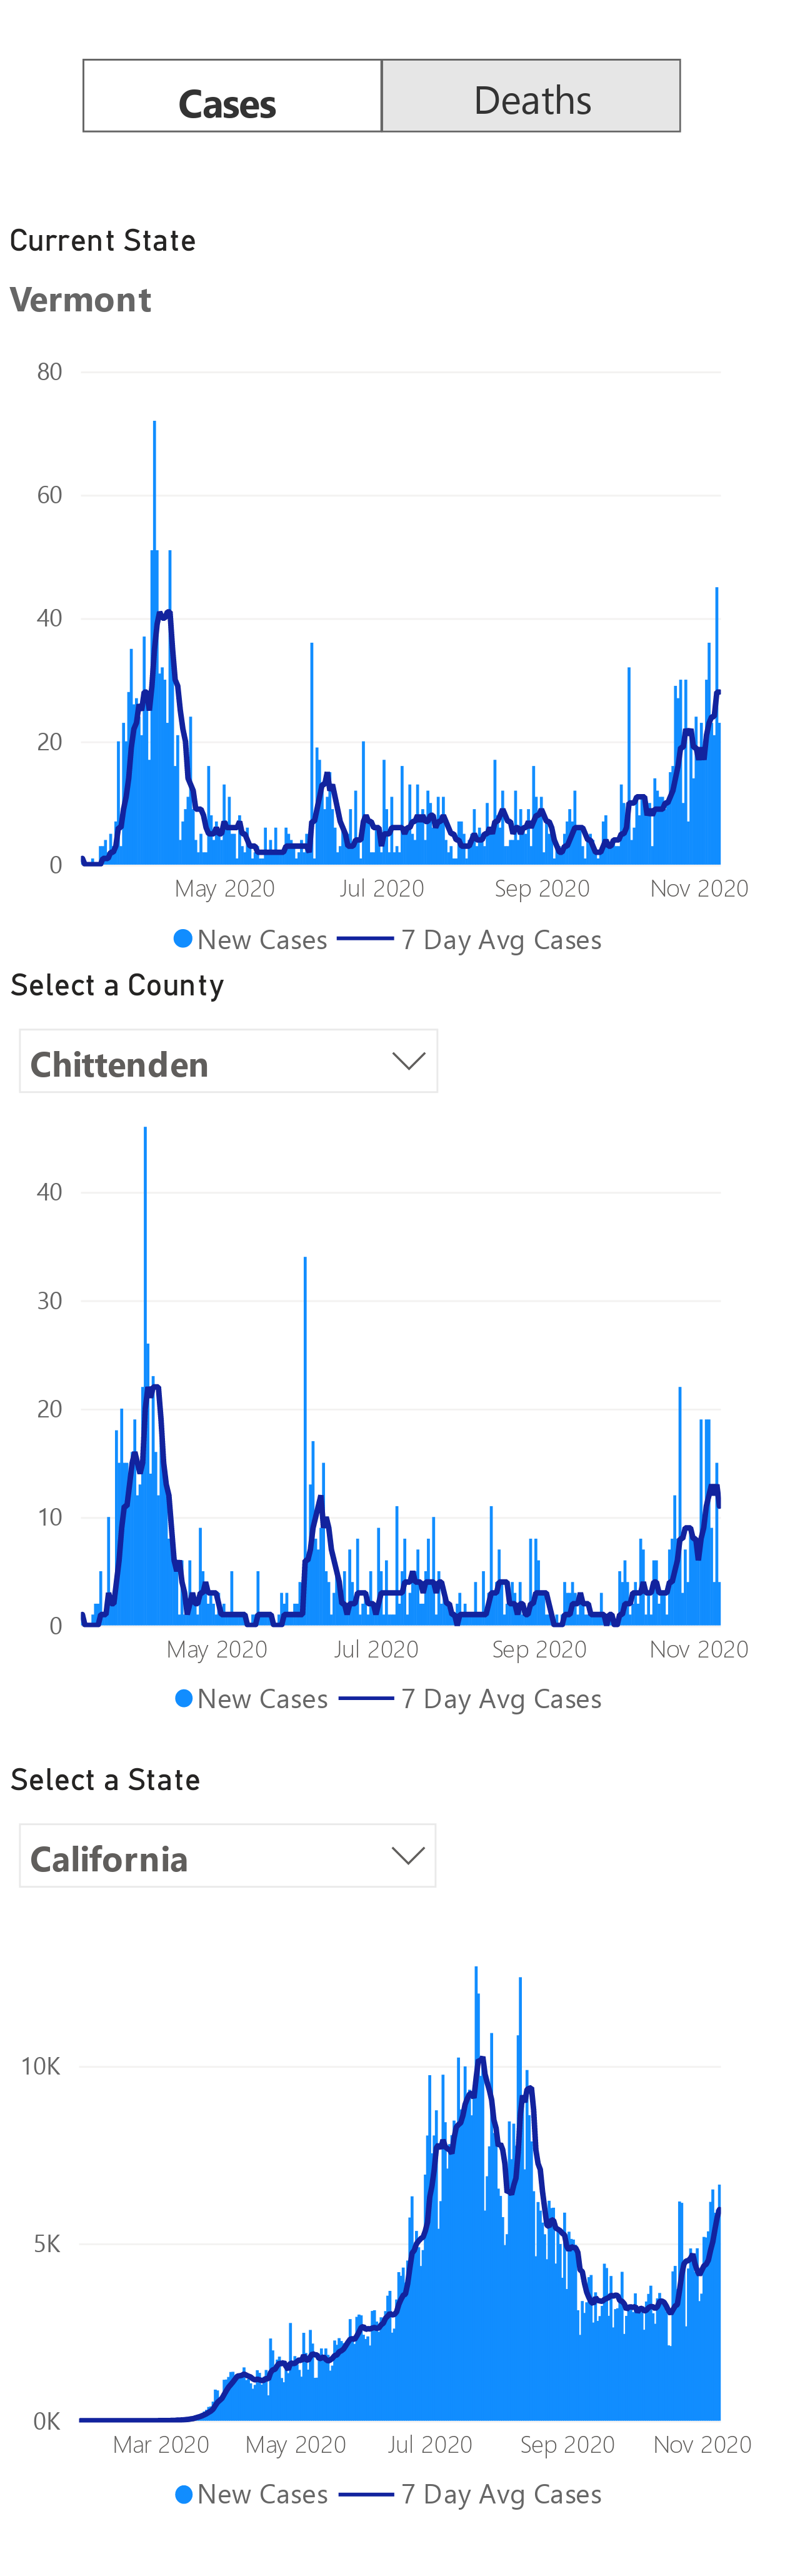 Cases Deaths
Current State
Vermont
80
60
40
20
0
May 2020 Jul 2020 Sep 2020 Nov 2020
New Cases 7 Day Avg Cases
Select a County
Chittenden
40
30
20
10
0
May 2020 Jul 2020 Sep 2020 Nov 2020
New Cases 7 Day Avg Cases
Select a State
California
10K
5K
0K
Mar 2020 May 2020 Jul 2020 Sep 2020 Nov 2020
New Cases 7 Day Avg Cases